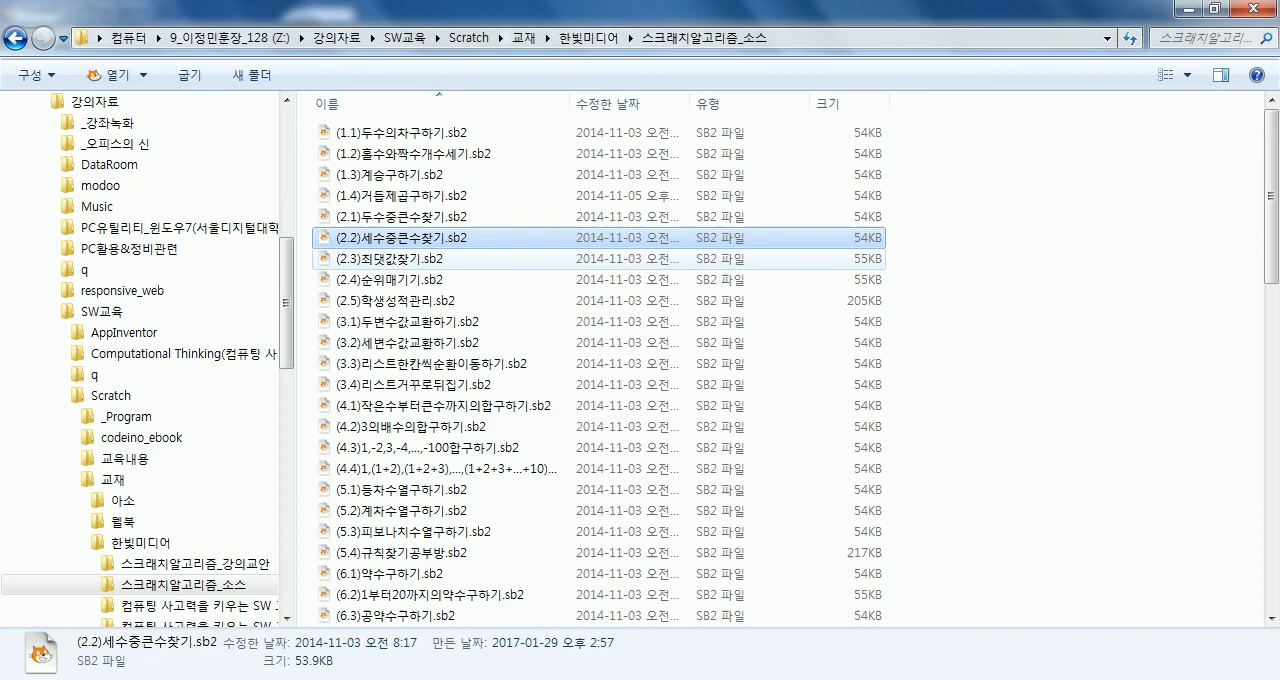 컴퓨터 ▸ 9_이정민훈장_128 (Z:) ▸ 강의자료 ▸ SW교육 ▸ Scratch ▸ 교재 ▸ 한빛미디어 ▸ 스크래치알고리즘_소스
스크래치알고리...
구성 열기 굽기 새 폴더
강의자료
_강좌녹화
_오피스의 신
DataRoom
modoo
Music
PC유틸리티_윈도우7(서울디지털대학
PC활용&정비관련
q
responsive_web
SW교육
AppInventor
Computational Thinking(컴퓨팅 사
q
Scratch
_Program
codeino_ebook
교육내용
교재
아소
웹북
한빛미디어
스크래치알고리즘_강의교안
스크래치알고리즘_소스
컴퓨팅 사고력을 키우는 SW
컴퓨팅 사고력을 키우는 SW
이름 수정한 날짜 유형 크기
(1.1)두수의차구하기.sb2 2014-11-03 오전... SB2 파일 54KB
(1.2)홀수와짝수개수세기.sb2 2014-11-03 오전... SB2 파일 54KB
(1.3)계승구하기.sb2 2014-11-03 오전... SB2 파일 54KB
(1.4)거듭제곱구하기.sb2 2014-11-05 오후... SB2 파일 54KB
(2.1)두수중큰수찾기.sb2 2014-11-03 오전... SB2 파일 54KB
(2.2)세수중큰수찾기.sb2 2014-11-03 오전... SB2 파일 54KB
(2.3)최댓값찾기.sb2 2014-11-03 오전... SB2 파일 55KB
(2.4)순위매기기.sb2 2014-11-03 오전... SB2 파일 55KB
(2.5)학생성적관리.sb2 2014-11-03 오전... SB2 파일 205KB
(3.1)두변수값교환하기.sb2 2014-11-03 오전... SB2 파일 54KB
(3.2)세변수값교환하기.sb2 2014-11-03 오전... SB2 파일 54KB
(3.3)리스트한칸씩순환이동하기.sb2 2014-11-03 오전... SB2 파일 54KB
(3.4)리스트거꾸로뒤집기.sb2 2014-11-03 오전... SB2 파일 54KB
(4.1)작은수부터큰수까지의합구하기.sb2 2014-11-03 오전... SB2 파일 54KB
(4.2)3의배수의합구하기.sb2 2014-11-03 오전... SB2 파일 54KB
(4.3)1,-2,3,-4,...,-100합구하기.sb2 2014-11-03 오전... SB2 파일 54KB
(4.4)1,(1+2),(1+2+3),...,(1+2+3+...+10)... 2014-11-03 오전... SB2 파일 54KB
(5.1)등차수열구하기.sb2 2014-11-03 오전... SB2 파일 54KB
(5.2)계차수열구하기.sb2 2014-11-03 오전... SB2 파일 54KB
(5.3)피보나치수열구하기.sb2 2014-11-03 오전... SB2 파일 54KB
(5.4)규칙찾기공부방.sb2 2014-11-03 오전... SB2 파일 217KB
(6.1)약수구하기.sb2 2014-11-03 오전... SB2 파일 54KB
(6.2)1부터20까지의약수구하기.sb2 2014-11-03 오전... SB2 파일 55KB
(6.3)공약수구하기.sb2 2014-11-03 오전... SB2 파일 54KB
(2.2)세수중큰수찾기.sb2 수정한 날짜: 2014-11-03 오전 8:17 만든 날짜: 2017-01-29 오후 2:57
SB2 파일 크기: 53.9KB